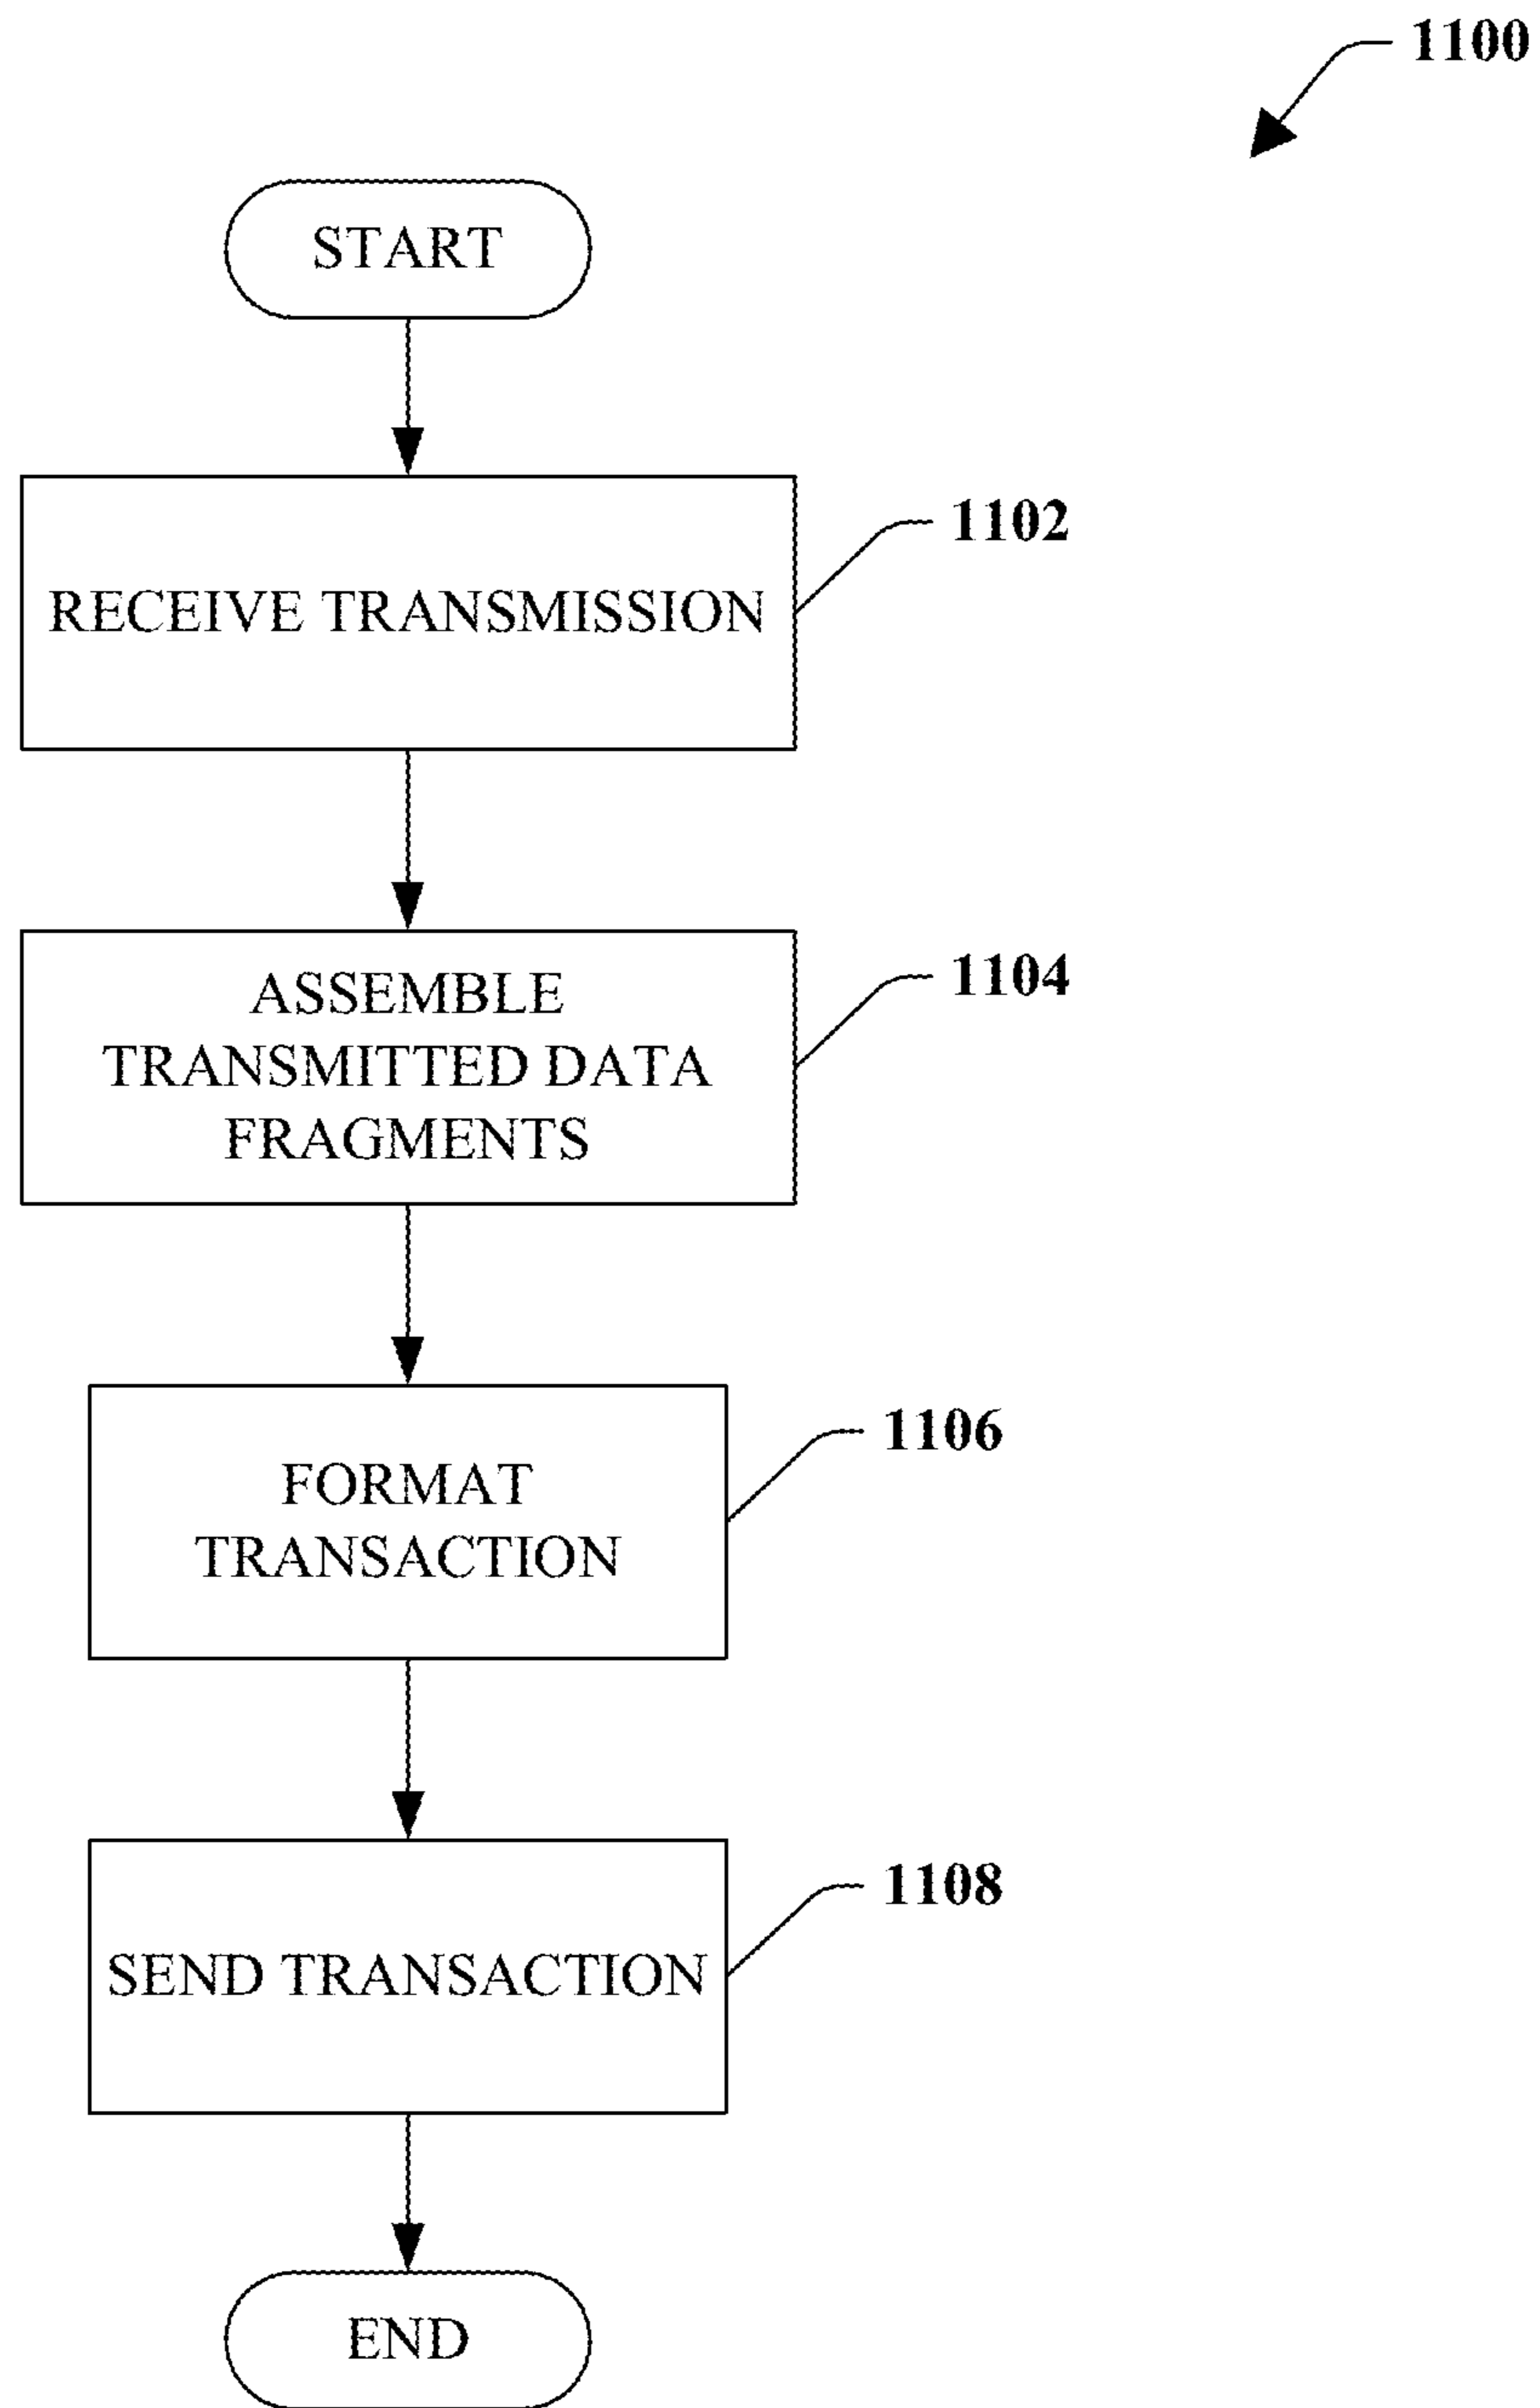 1100
START
RECEIVE TRANSMISSION
1102
ASSEMBLE
TRANSMITTED DATA
FRAGMENTS
1104
FORMAT
TRANSACTION
1106
SEND TRANSACTION
1108
END